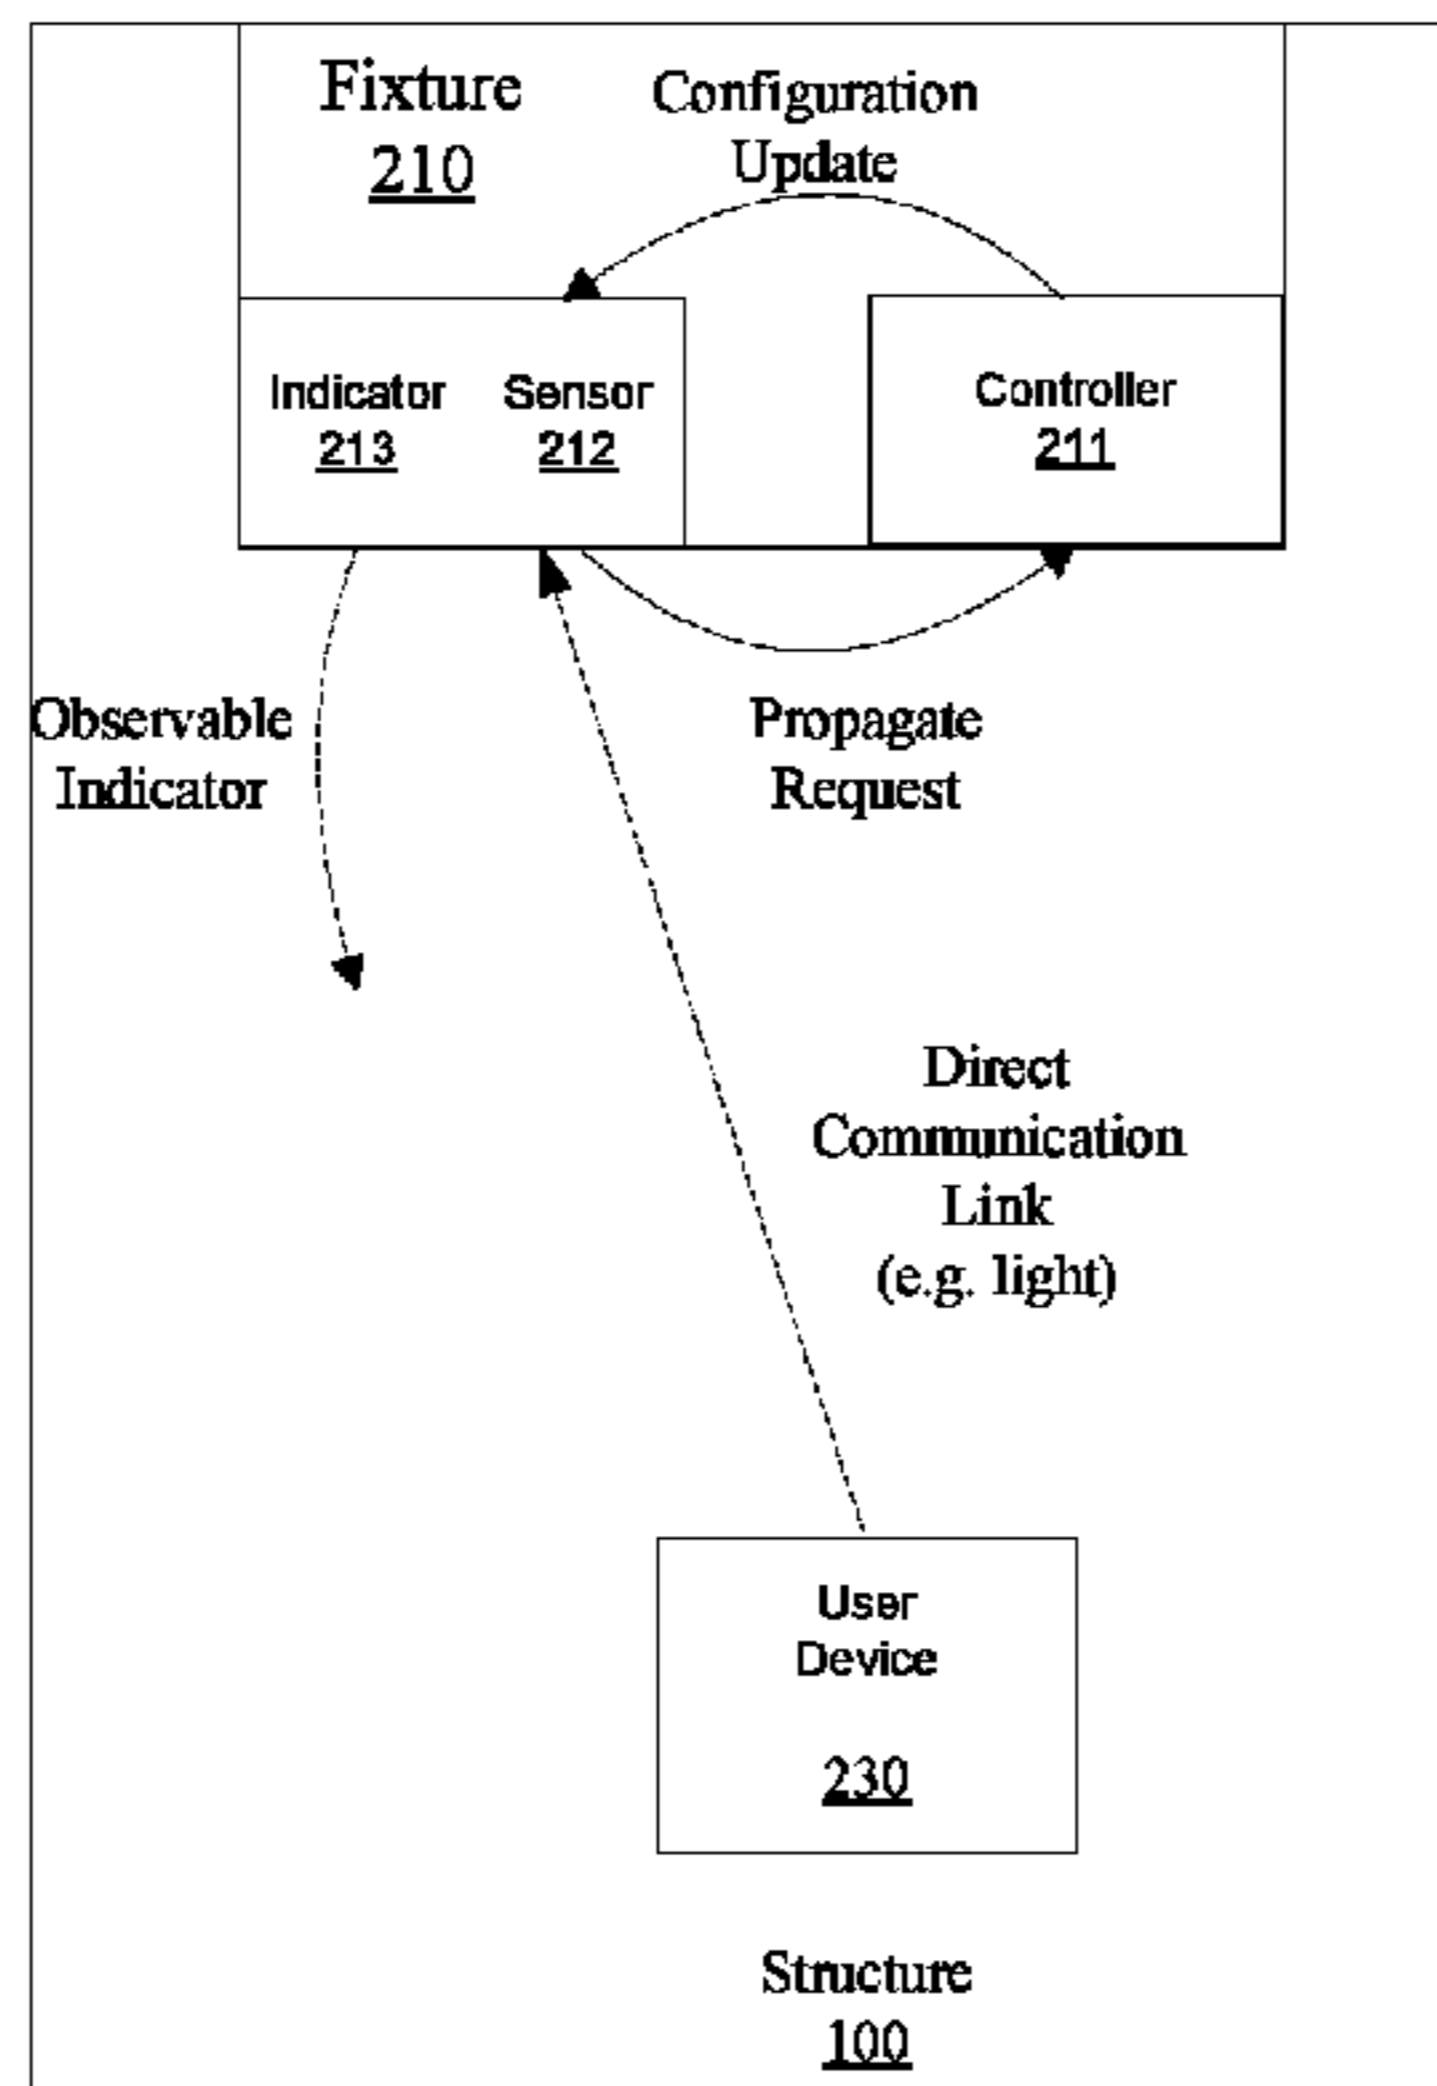 Fixture
210
Configuration
Update
Indicator
213
Sensor
212
Controller
211
Observable
Indicator
Propagate
Request
Direct
Communication
Link
(e.g. light)
User
Device
230
Structure
100